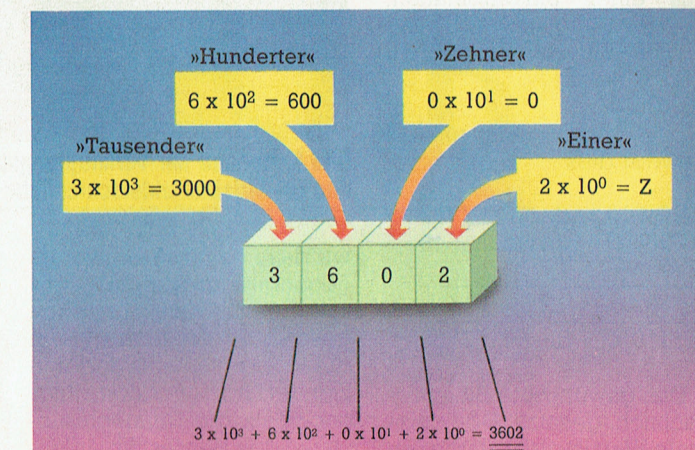 »Hunderter«
6 x 10² = 600
»Zehner«
0 x 10¹ = 0
»Tausender«
3 x 10³ = 3000
»Einer«
2 x 10⁰ = Z
3 6 0 2
3 x 10³ + 6 x 10² + 0 x 10¹ + 2 x 10⁰ = 3602